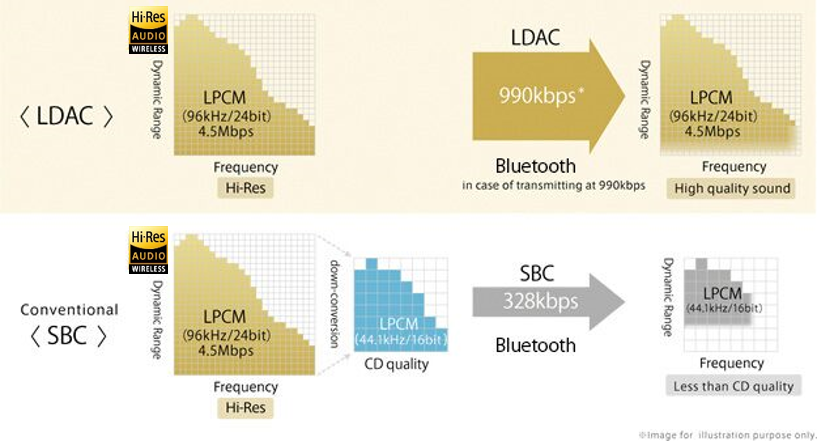 Hi-Res
AUDIO
WIRELESS
Dynamic Range
〈 LDAC 〉
LPCM
(96kHz/24bit)
4.5Mbps
Frequency
Hi-Res
LDAC
990kbps*
Bluetooth
in case of transmitting at 990kbps
Dynamic Range
LPCM
(96kHz/24bit)
4.5Mbps
Frequency
High quality sound
Hi-Res
AUDIO
WIRELESS
Dynamic Range
Conventional
〈 SBC 〉
LPCM
(96kHz/24bit)
4.5Mbps
Frequency
Hi-Res
down-conversion
LPCM
(44.1kHz/16bit)
CD quality
SBC
328kbps
Bluetooth
Dynamic Range
LPCM
(44.1kHz/16bit)
Frequency
Less than CD quality
※Image for illustration purpose only.